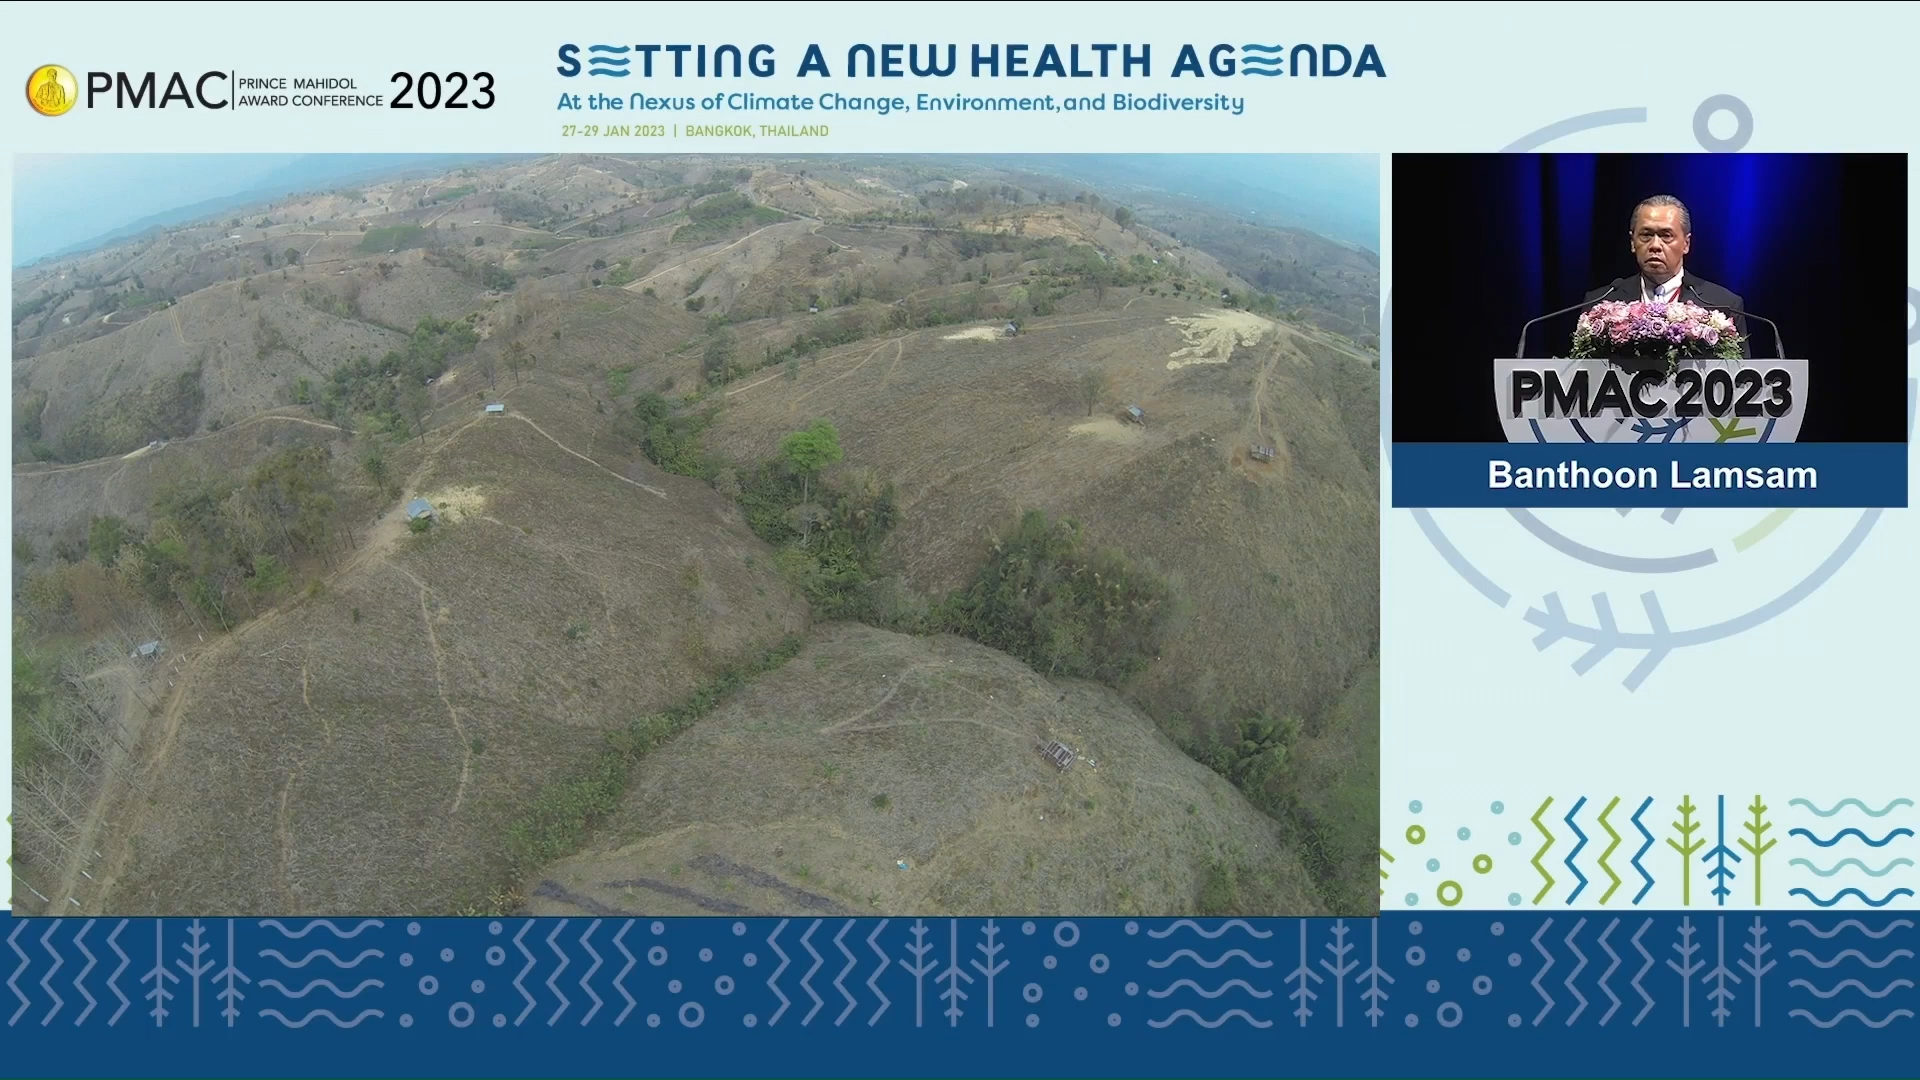 PMAC
PRINCE MAHIDOL
AWARD CONFERENCE
2023
SETTING A NEW HEALTH AGENDA
At the Nexus of Climate Change, Environment, and Biodiversity
27-29 JAN 2023 | BANGKOK, THAILAND
PMAC 2023
Banthoon Lamsam